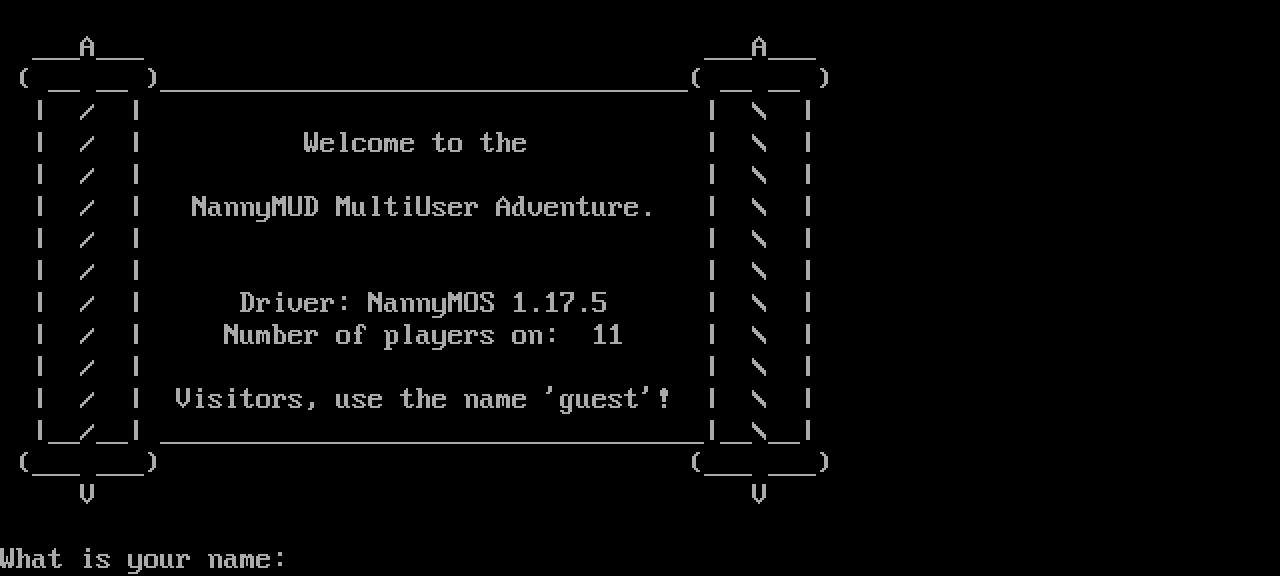 Welcome to the
NannyMUD MultiUser Adventure.
Driver: NannyMOS 1.17.5
Number of players on:  11
Visitors, use the name 'guest'!
What is your name: